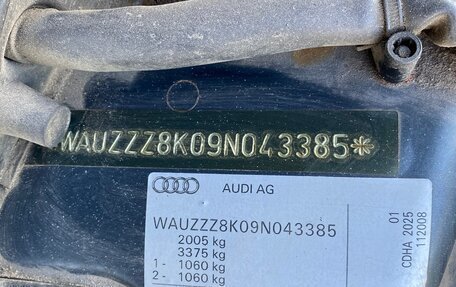 WAUZZZ8K09N043385*
AUDI AG
WAUZZZ8K09N043385
2005 kg
3375 kg
1 - 1060 kg
2 - 1060 kg
01
CDHA 2025
112008